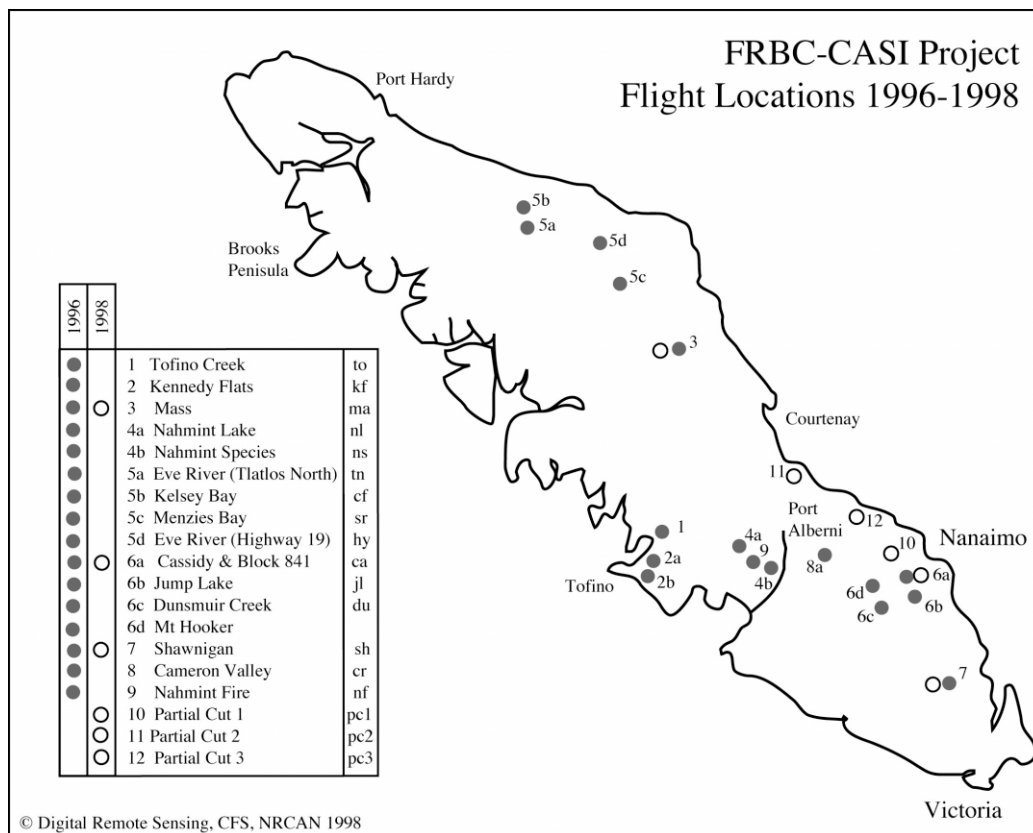 FRBC-CASI Project
Flight Locations 1996-1998
Port Hardy
5b
5a
5d
Brooks
Penisula
5c
3
Courtenay
11
Port
Alberni
12
Nanaimo
1
4a
10
2a
9
8a
6a
Tofino
2b
4b
6d
6b
6c
7
Victoria
1996 1998
1 Tofino Creek to
2 Kennedy Flats kf
3 Mass ma
4a Nahmint Lake nl
4b Nahmint Species ns
5a Eve River (Tlatlos North) tn
5b Kelsey Bay cf
5c Menzies Bay sr
5d Eve River (Highway 19) hy
6a Cassidy & Block 841 ca
6b Jump Lake jl
6c Dunsmuir Creek du
6d Mt Hooker
7 Shawnigan sh
8 Cameron Valley cr
9 Nahmint Fire nf
10 Partial Cut 1 pc1
11 Partial Cut 2 pc2
12 Partial Cut 3 pc3
© Digital Remote Sensing, CFS, NRCAN 1998